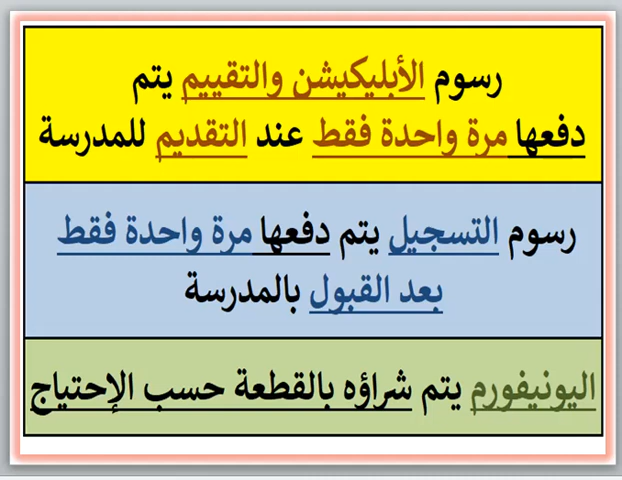 رسوم الأبليكيشن والتقييم يتم
دفعها مرة واحدة فقط عند التقديم للمدرسة
رسوم التسجيل يتم دفعها مرة واحدة فقط
بعد القبول بالمدرسة
اليونيفورم يتم شراؤه بالقطعة حسب الإحتياج